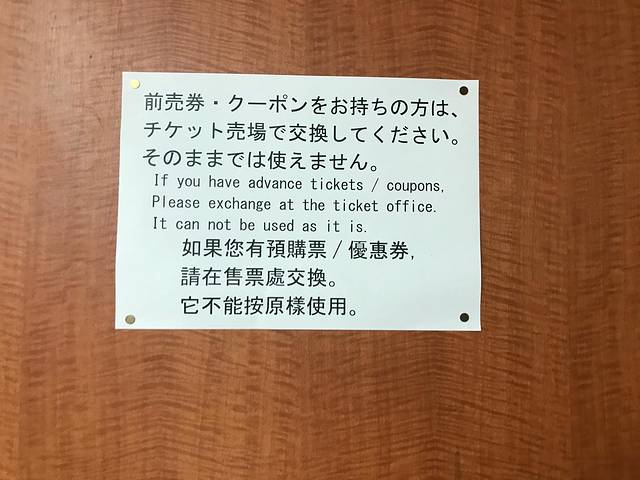 前売券・クーポンをお持ちの方は、
チケット売場で交換してください。
そのままでは使えません。
If you have advance tickets / coupons,
Please exchange at the ticket office.
It can not be used as it is.
如果您有預購票 / 優惠券,
請在售票處交換。
它不能按原樣使用。